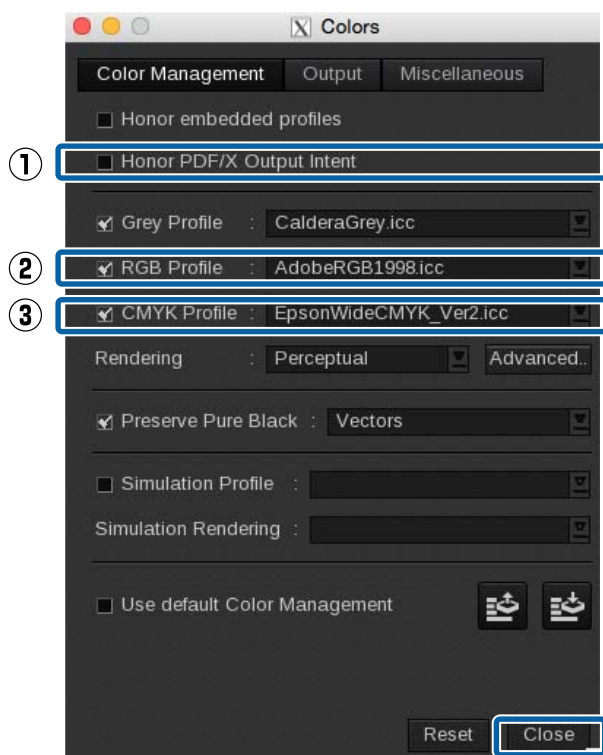 X Colors
Color Management Output Miscellaneous
Honor embedded profiles
① Honor PDF/X Output Intent
Grey Profile : CalderaGrey.icc
② RGB Profile : AdobeRGB1998.icc
③ CMYK Profile : EpsonWideCMYK_Ver2.icc
Rendering : Perceptual Advanced..
Preserve Pure Black : Vectors
Simulation Profile :
Simulation Rendering :
Use default Color Management
Reset Close